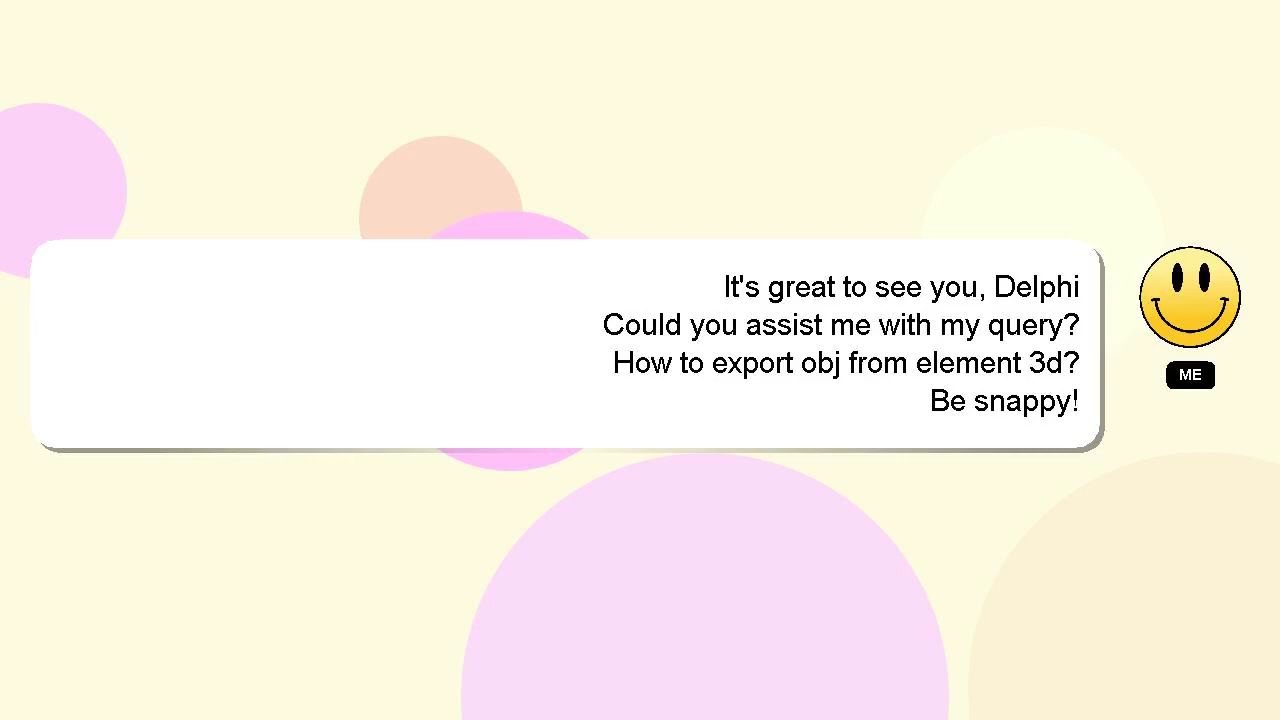 It's great to see you, Delphi
Could you assist me with my query?
How to export obj from element 3d?
Be snappy!
ME